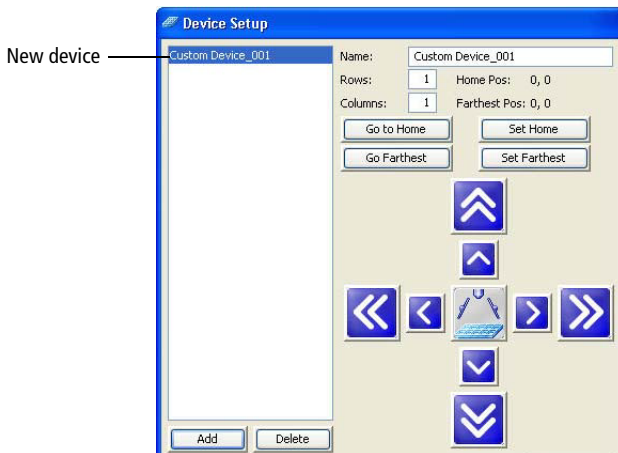 Device Setup
New device
Custom Device_001
Name: Custom Device_001
Rows: 1 Home Pos: 0, 0
Columns: 1 Farthest Pos: 0, 0
Go to Home Set Home
Go Farthest Set Farthest
Add Delete